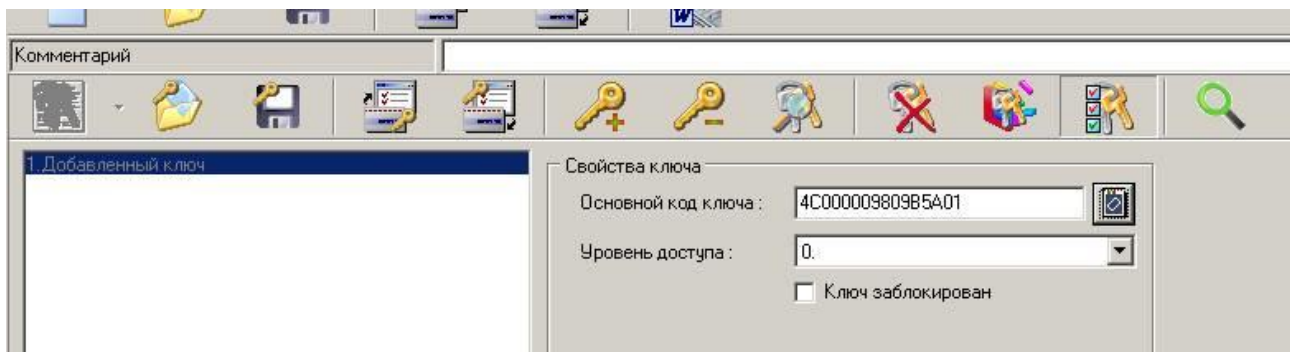 Комментарий
1.Добавленный ключ
Свойства ключа
Основной код ключа :
4C000009809B5A01
Уровень доступа :
0.
Ключ заблокирован